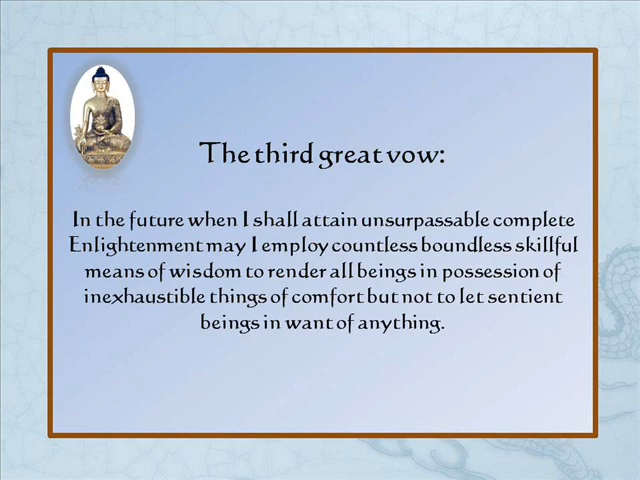 The third great vow:
In the future when I shall attain unsurpassable complete
Enlightenment may I employ countless boundless skillful
means of wisdom to render all beings in possession of
inexhaustible things of comfort but not to let sentient
beings in want of anything.